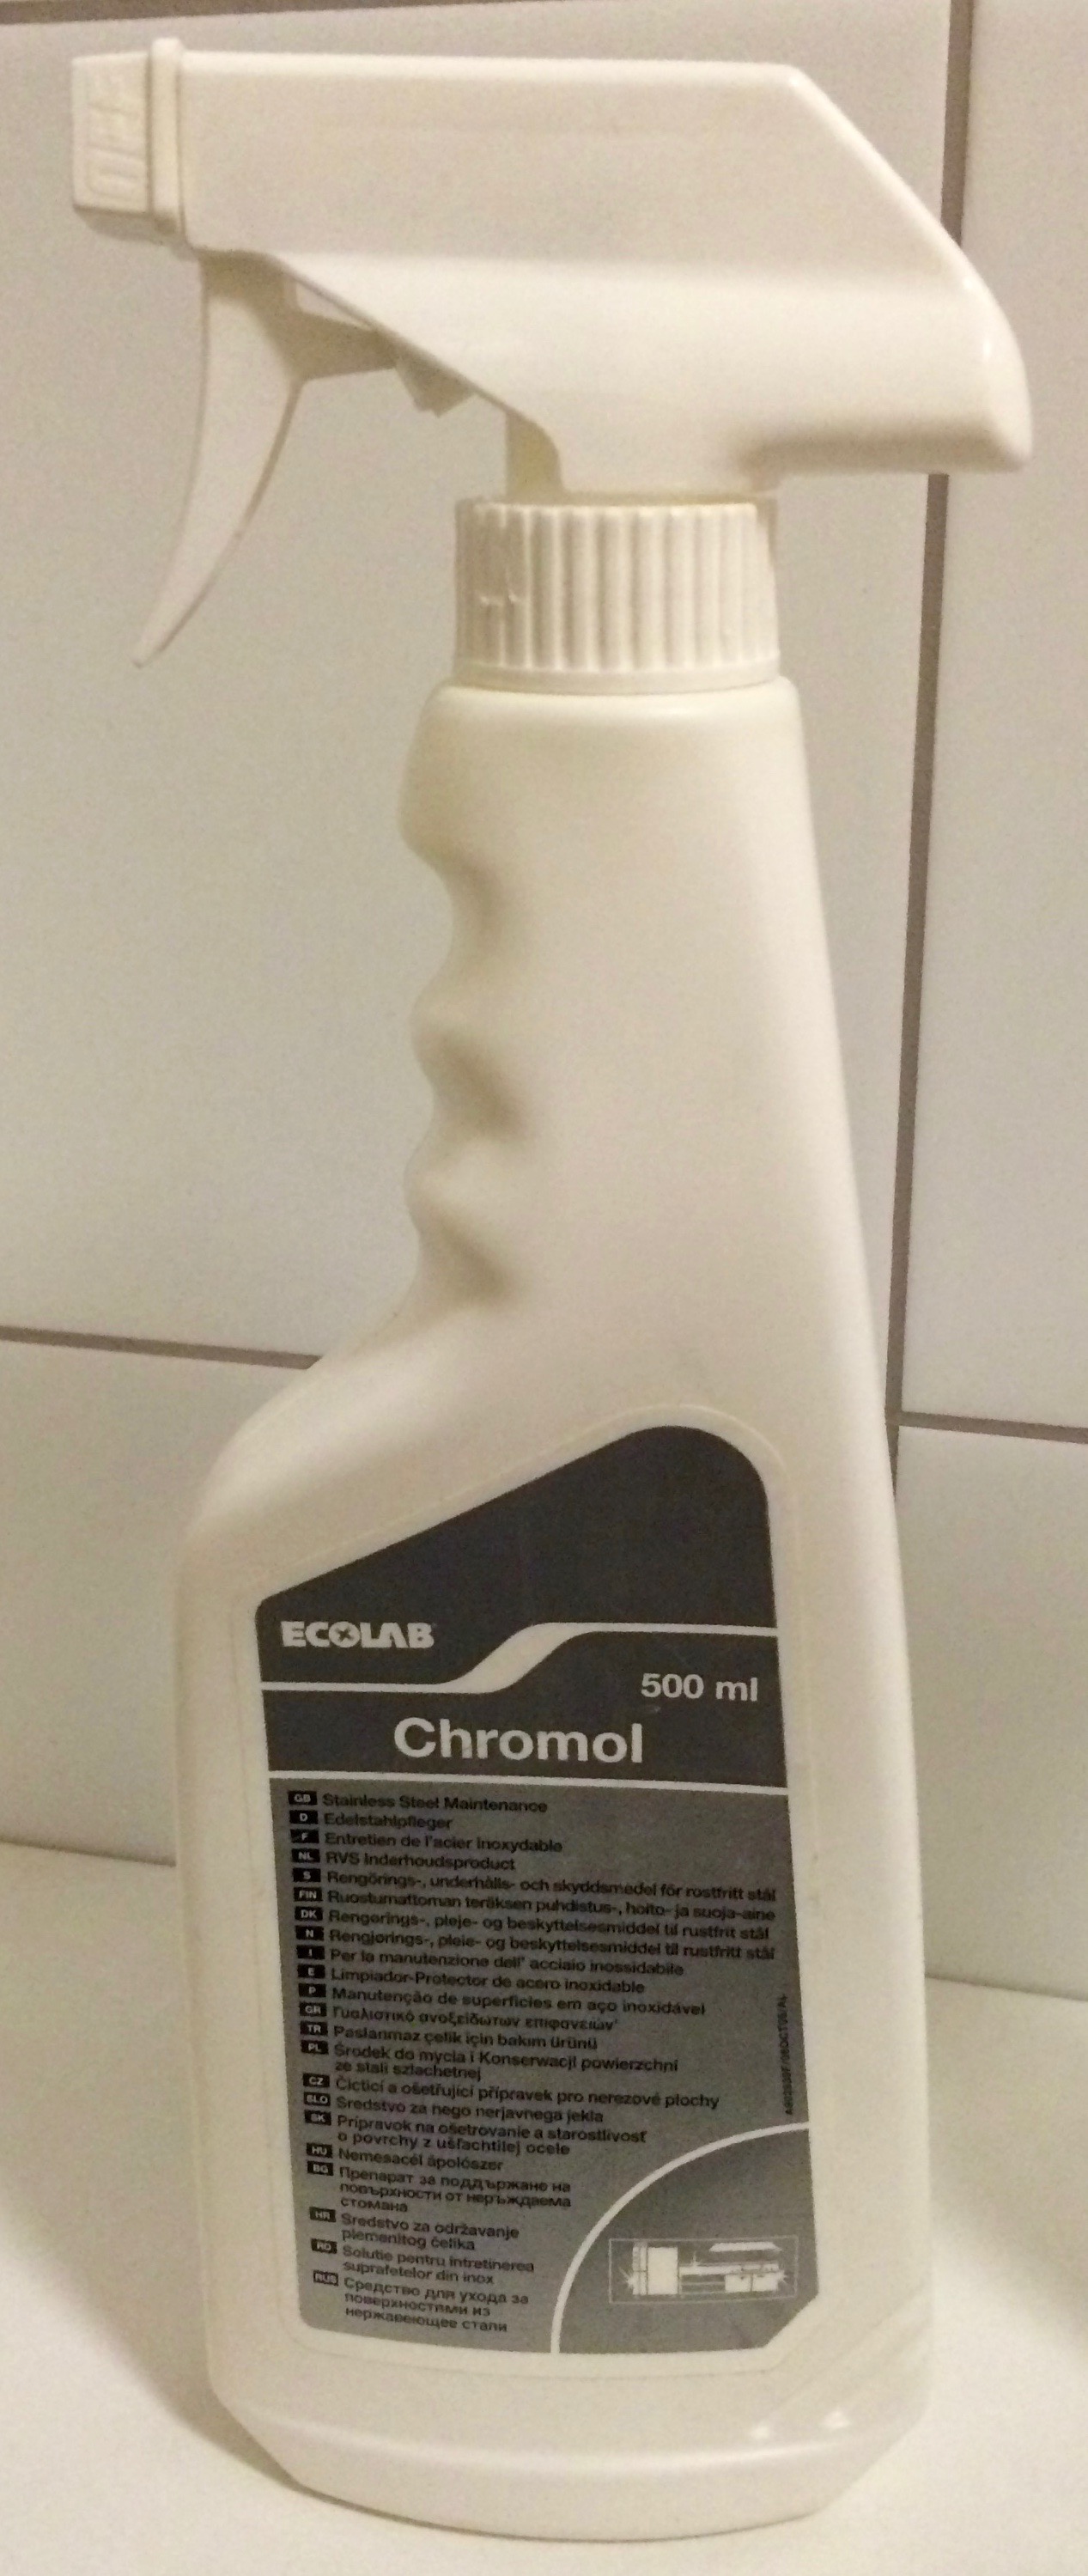 ECOLAB
500 ml
Chromol
GB Stainless Steel Maintenance
D Edelstahlpfleger
F Entretien de l'acier inoxydable
NL RVS Inderhoudsproduct
S Rengörings-, underhålls- och skyddsmedel för rostfritt stål
FIN Ruostumattoman teräksen puhdistus-, hoito- ja suoja-aine
DK Rengørings-, pleje- og beskyttelsesmiddel til rustfrit stål
N Rengjørings-, pleie- og beskyttelsesmiddel til rustfritt stål
I Per la manutenzione dell' acciaio inossidabile
E Limpiador-Protector de acero inoxidable
P Manutenção de superfícies em aço inoxidável
GR Γυαλιστικό ανοξείδωτων επιφανειών
TR Paslanmaz çelik için bakım ürünü
PL Środek do mycia i Konserwacji powierzchni
ze stali szlachetnej
CZ Čisticí a ošetřující přípravek pro nerezové plochy
SLO Sredstvo za nego nerjavnega jekla
SK Prípravok na ošetrovanie a starostlivosť
o povrchy z ušľachtilej ocele
HU Nemesacél ápolószer
BG Препарат за поддържане на
повърхности от неръждаема
стомана
HR Sredstvo za održavanje
plemenitog čelika
RO Solutie pentru intretinerea
suprafetelor din inox
RUS Средство для ухода за
поверхностями из
нержавеющее стали